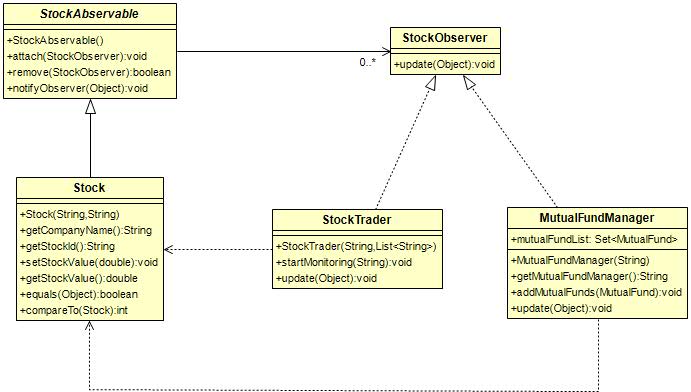 StockAbservable
+StockAbservable()
+attach(StockObserver):void
+remove(StockObserver):boolean
+notifyObserver(Object):void
0..*
StockObserver
+update(Object):void
Stock
+Stock(String,String)
+getCompanyName():String
+getStockId():String
+setStockValue(double):void
+getStockValue():double
+equals(Object):boolean
+compareTo(Stock):int
StockTrader
+StockTrader(String,List<String>)
+startMonitoring(String):void
+update(Object):void
MutualFundManager
+mutualFundList: Set<MutualFund>
+MutualFundManager(String)
+getMutualFundManager():String
+addMutualFunds(MutualFund):void
+update(Object):void